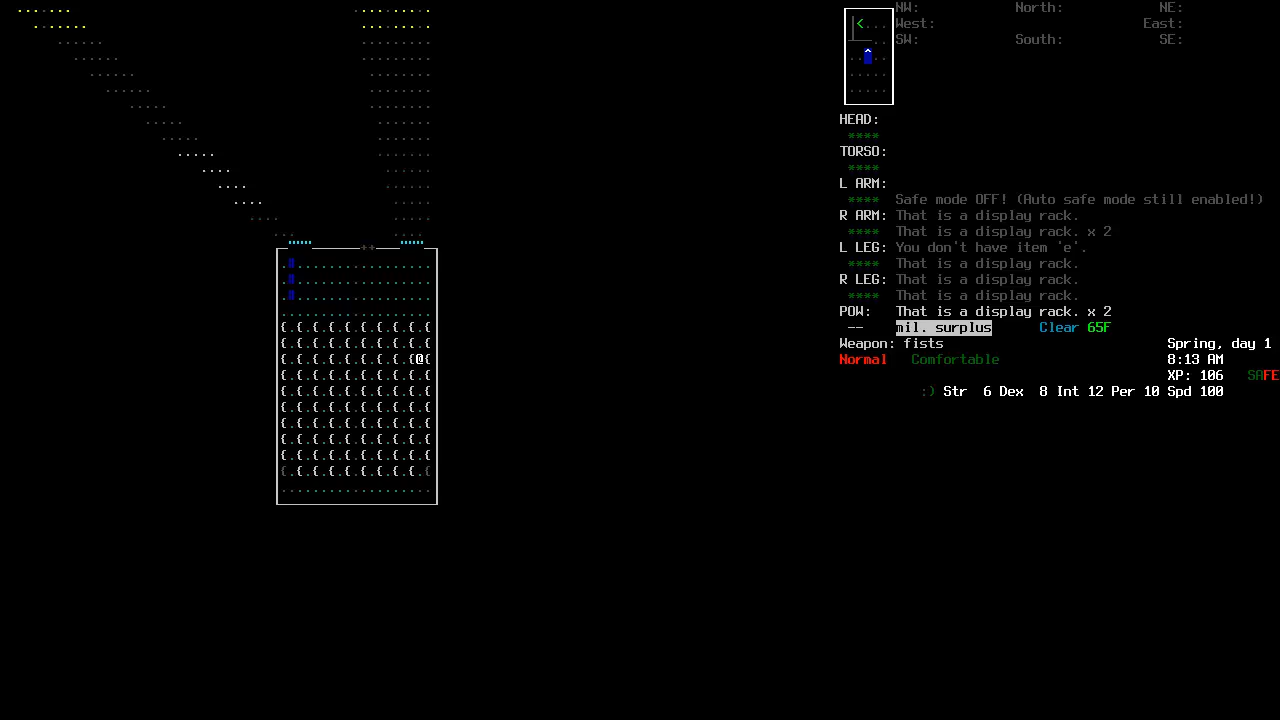 NW: North: NE:
West: East:
SW: South: SE:
HEAD:
****
TORSO:
****
L ARM:
**** Safe mode OFF! (Auto safe mode still enabled!)
R ARM: That is a display rack.
**** That is a display rack. x 2
L LEG: You don't have item 'e'.
**** That is a display rack.
R LEG: That is a display rack.
**** That is a display rack.
POW: That is a display rack. x 2
-- mil. surplus Clear 65F
Weapon: fists Spring, day 1
Normal Comfortable 8:13 AM
XP: 106 SAFE
:) Str 6 Dex 8 Int 12 Per 10 Spd 100